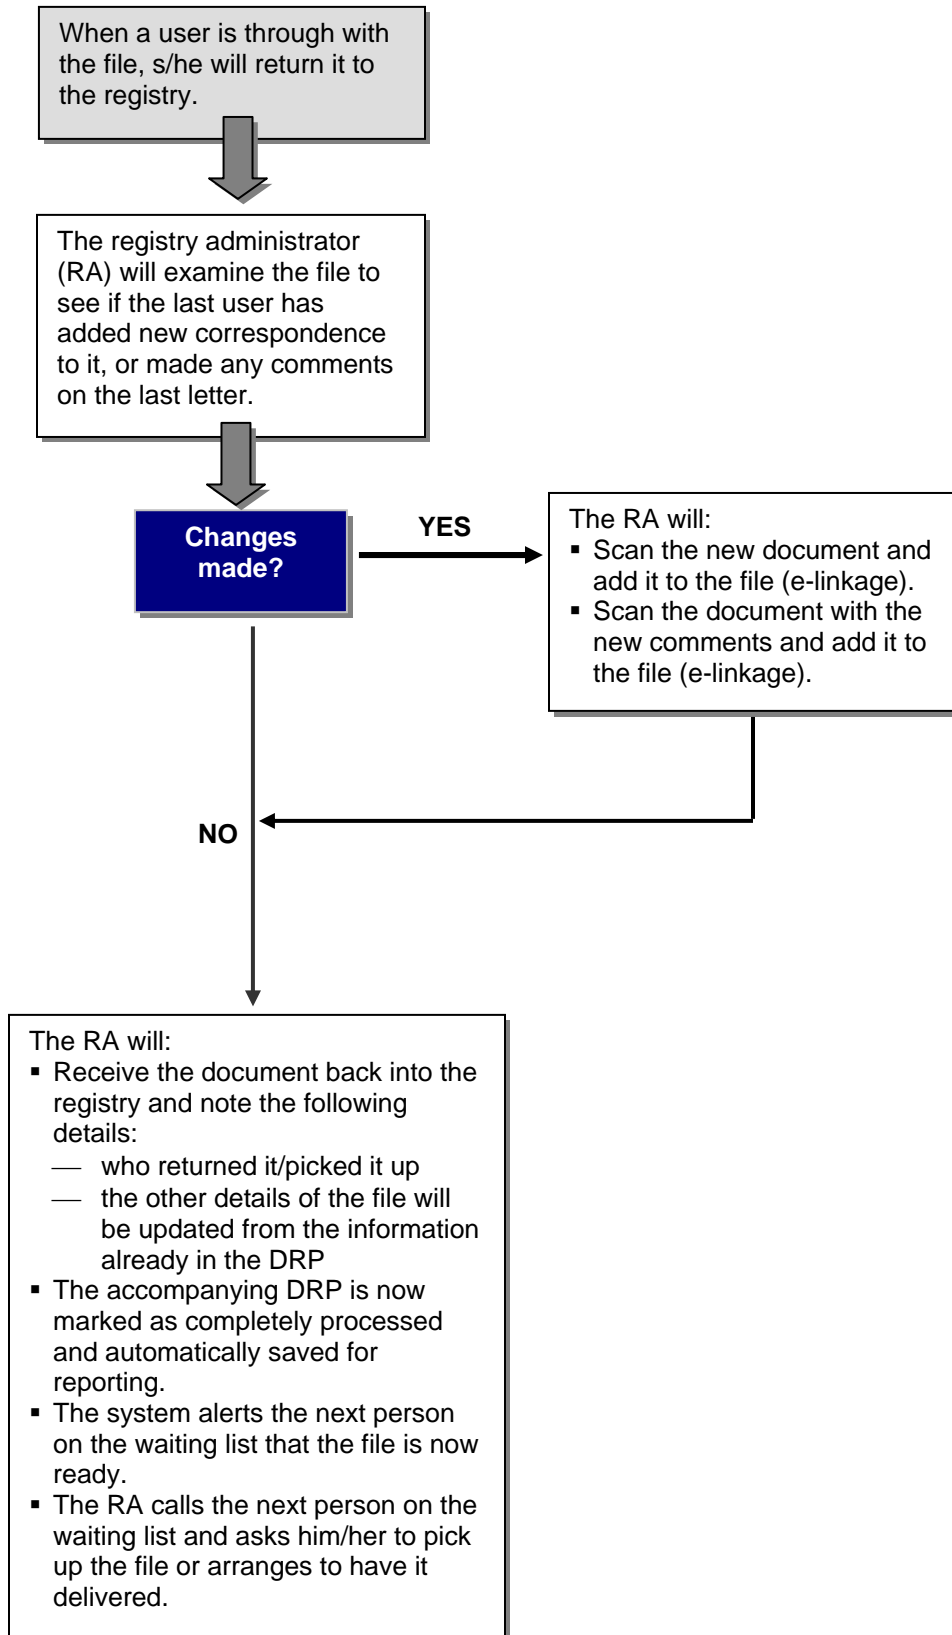 When a user is through with
the file, s/he will return it to
the registry.
The registry administrator
(RA) will examine the file to
see if the last user has
added new correspondence
to it, or made any comments
on the last letter.
Changes
made?
YES
The RA will:
▪ Scan the new document and
add it to the file (e-linkage).
▪ Scan the document with the
new comments and add it to
the file (e-linkage).
NO
The RA will:
▪ Receive the document back into the
registry and note the following
details:
— who returned it/picked it up
— the other details of the file will
be updated from the information
already in the DRP
▪ The accompanying DRP is now
marked as completely processed
and automatically saved for
reporting.
▪ The system alerts the next person
on the waiting list that the file is now
ready.
▪ The RA calls the next person on the
waiting list and asks him/her to pick
up the file or arranges to have it
delivered.